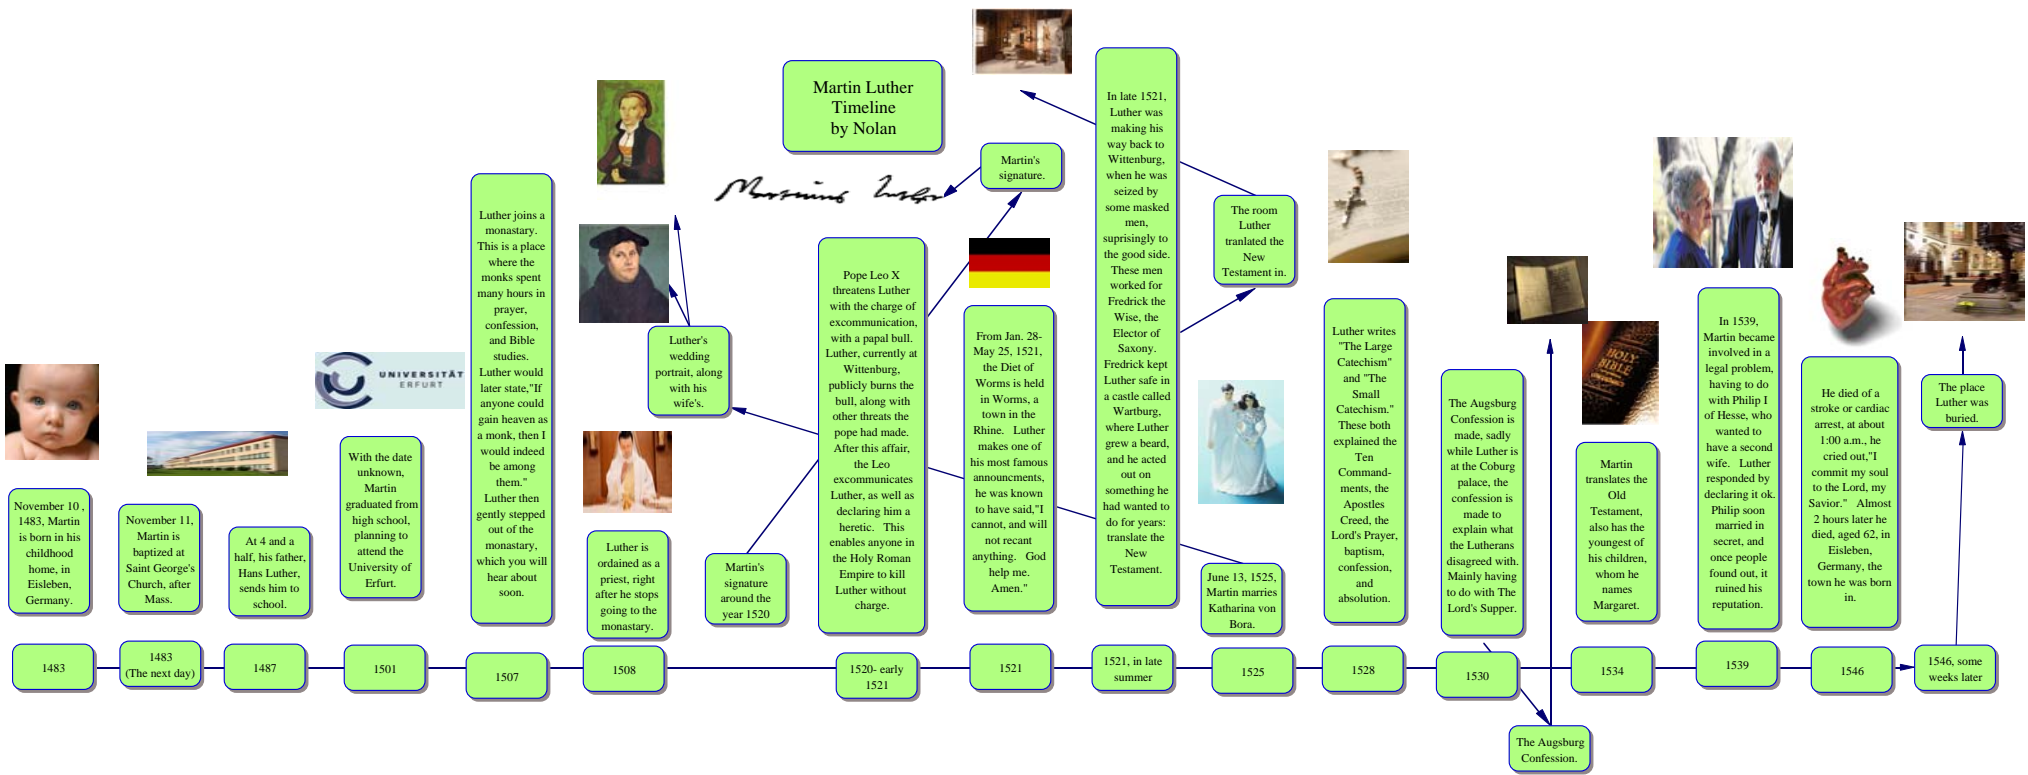 Martin Luther
Timeline
by Nolan
November 10 ,
1483, Martin
is born in his
childhood
home, in
Eisleben,
Germany.
1483
November 11,
Martin is
baptized at
Saint George's
Church, after
Mass.
1483
(The next day)
At 4 and a
half, his father,
Hans Luther,
sends him to
school.
1487
UNIVERSITÄT
ERFURT
With the date
unknown,
Martin
graduated from
high school,
planning to
attend the
University of
Erfurt.
1501
Luther joins a
monastary.
This is a place
where the
monks spent
many hours in
prayer,
confession,
and Bible
studies.
Luther would
later state,"If
anyone could
gain heaven as
a monk, then I
would indeed
be among
them."
Luther then
gently stepped
out of the
monastary,
which you will
hear about
soon.
1507
Luther is
ordained as a
priest, right
after he stops
going to the
monastary.
1508
Luther's
wedding
portrait, along
with his
wife's.
Martin's
signature
around the
year 1520
Martinus Luther
Martin's
signature.
Pope Leo X
threatens Luther
with the charge of
excommunication,
with a papal bull.
Luther, currently at
Wittenburg,
publicly burns the
bull, along with
other threats the
pope had made.
After this affair,
the Leo
excommunicates
Luther, as well as
declaring him a
heretic. This
enables anyone in
the Holy Roman
Empire to kill
Luther without
charge.
1520- early
1521
From Jan. 28-
May 25, 1521,
the Diet of
Worms is held
in Worms, a
town in the
Rhine. Luther
makes one of
his most famous
announcments,
he was known
to have said,"I
cannot, and will
not recant
anything. God
help me.
Amen."
1521
In late 1521,
Luther was
making his
way back to
Wittenburg,
when he was
seized by
some masked
men,
suprisingly to
the good side.
These men
worked for
Fredrick the
Wise, the
Elector of
Saxony.
Fredrick kept
Luther safe in
a castle called
Wartburg,
where Luther
grew a beard,
and he acted
out on
something he
had wanted to
do for years:
translate the
New
Testament.
1521, in late
summer
The room
Luther
tranlated the
New
Testament in.
June 13, 1525,
Martin marries
Katharina von
Bora.
1525
Luther writes
"The Large
Catechism"
and "The
Small
Catechism."
These both
explained the
Ten
Command-
ments, the
Apostles
Creed, the
Lord's Prayer,
baptism,
confession,
and
absolution.
1528
The Augsburg
Confession is
made, sadly
while Luther is
at the Coburg
palace, the
confession is
made to
explain what
the Lutherans
disagreed with.
Mainly having
to do with The
Lord's Supper.
1530
The Augsburg
Confession.
HOLY
BIBLE
Martin
translates the
Old
Testament,
also has the
youngest of
his children,
whom he
names
Margaret.
1534
In 1539,
Martin became
involved in a
legal problem,
having to do
with Philip I
of Hesse, who
wanted to
have a second
wife. Luther
responded by
declaring it ok.
Philip soon
married in
secret, and
once people
found out, it
ruined his
reputation.
1539
He died of a
stroke or cardiac
arrest, at about
1:00 a.m., he
cried out,"I
commit my soul
to the Lord, my
Savior." Almost
2 hours later he
died, aged 62, in
Eisleben,
Germany, the
town he was born
in.
1546
The place
Luther was
buried.
1546, some
weeks later